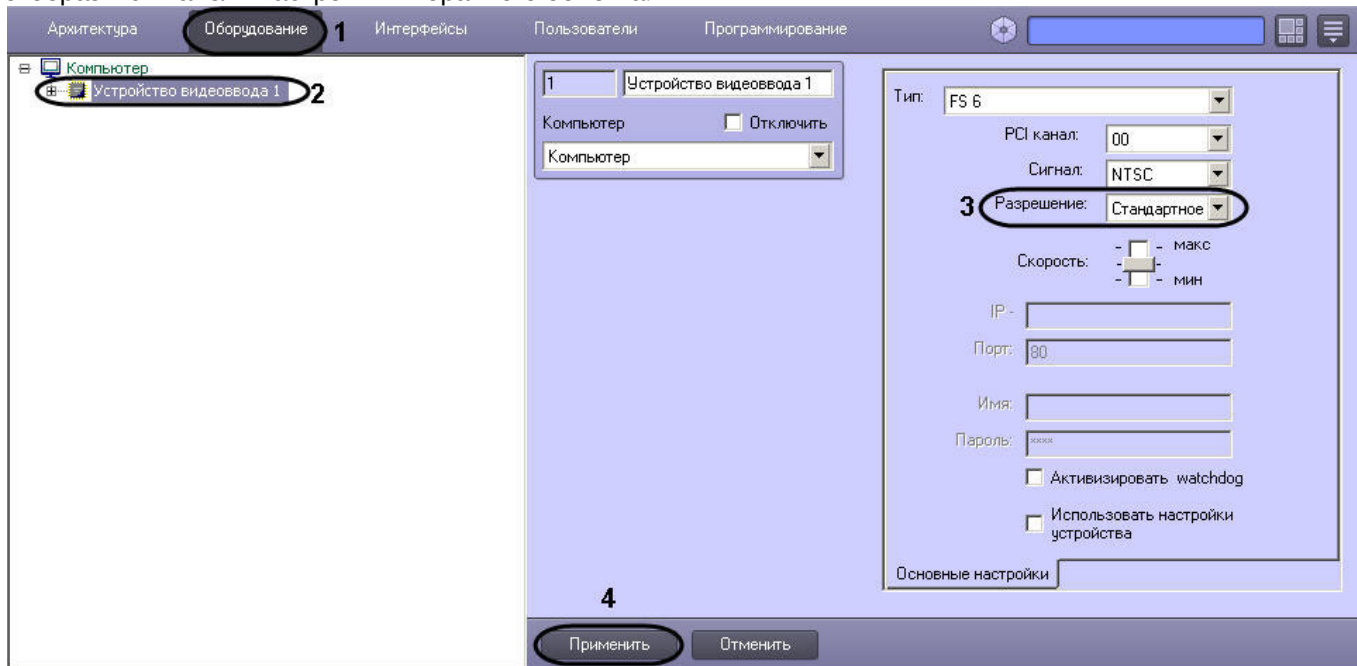 Архитектура Оборудование 1 Интерфейсы Пользователи Программирование
Компьютер
Устройство видеоввода 1 2
1 Устройство видеоввода 1
Компьютер Отключить
Компьютер
Тип: FS 6
PCI канал: 00
Сигнал: NTSC
3 Разрешение: Стандартное
- - макс
Скорость: - -
- - мин
IP -
Порт: 80
Имя:
Пароль: ××××
Активизировать watchdog
Использовать настройки
устройства
Основные настройки
4
Применить Отменить